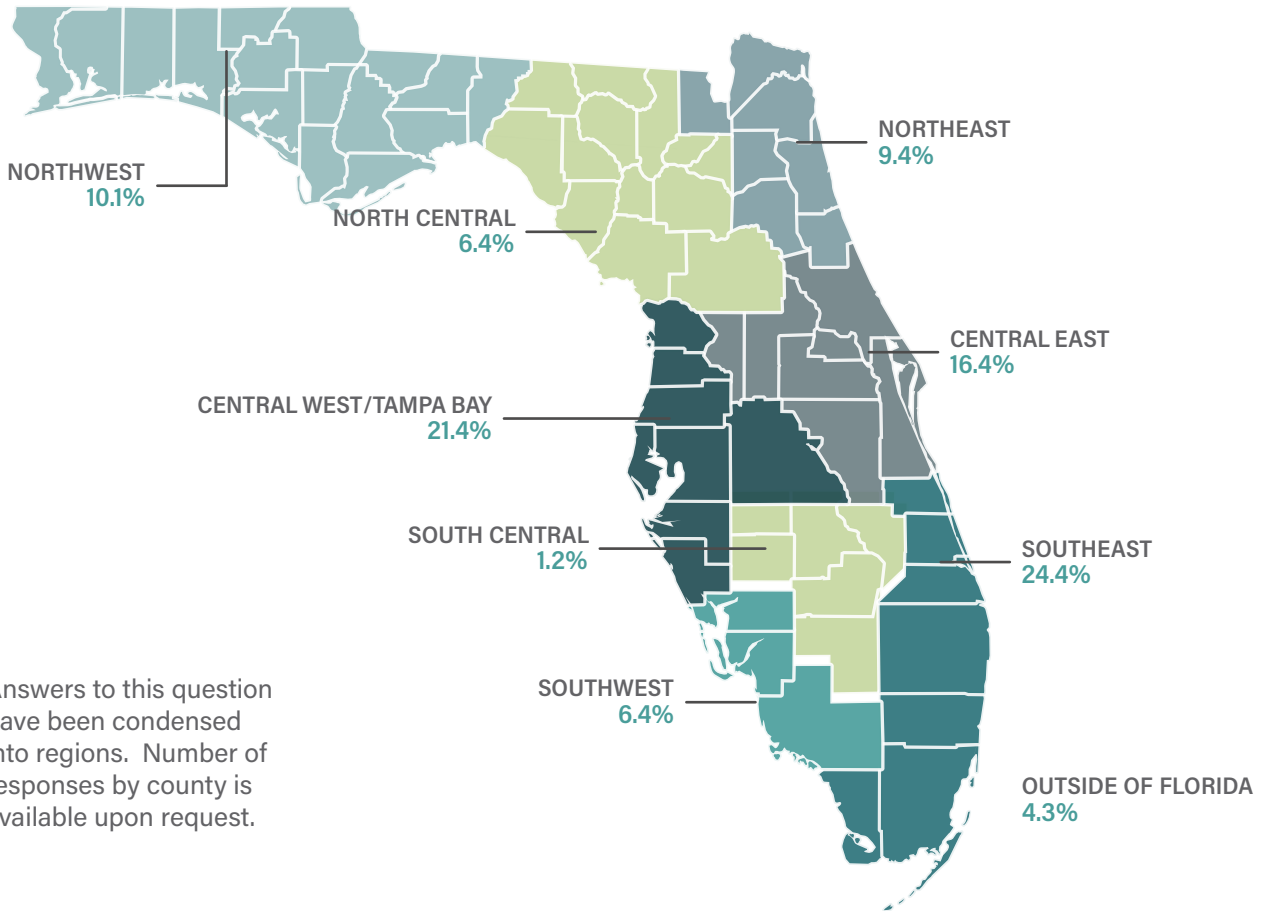 NORTHEAST
9.4%
NORTHWEST
10.1%
NORTH CENTRAL
6.4%
CENTRAL EAST
16.4%
CENTRAL WEST/TAMPA BAY
21.4%
SOUTH CENTRAL
1.2%
SOUTHEAST
24.4%
SOUTHWEST
6.4%
Answers to this question
ave been condensed
nto regions. Number of
esponses by county is
vailable upon request.
OUTSIDE OF FLORIDA
4.3%